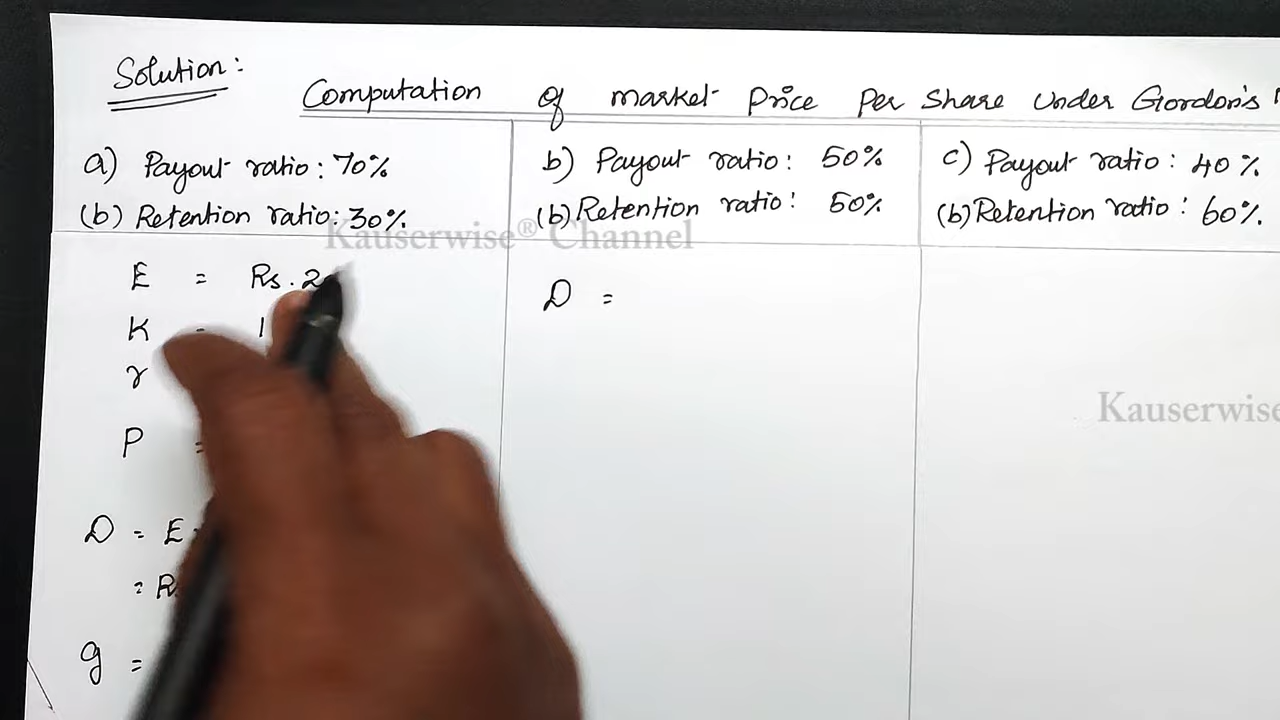 Solution:
Computation of market Price Per Share Under Gordon's
a) Payout ratio: 70%
(b) Retention ratio: 30%.
b) Payout ratio: 50%
(b) Retention ratio: 50%.
c) Payout ratio: 40%
(b) Retention ratio: 60%.
Kauserwise® Channel
E = Rs.
K =
r
P =
D = E
=
g =
D =
Kauserwise